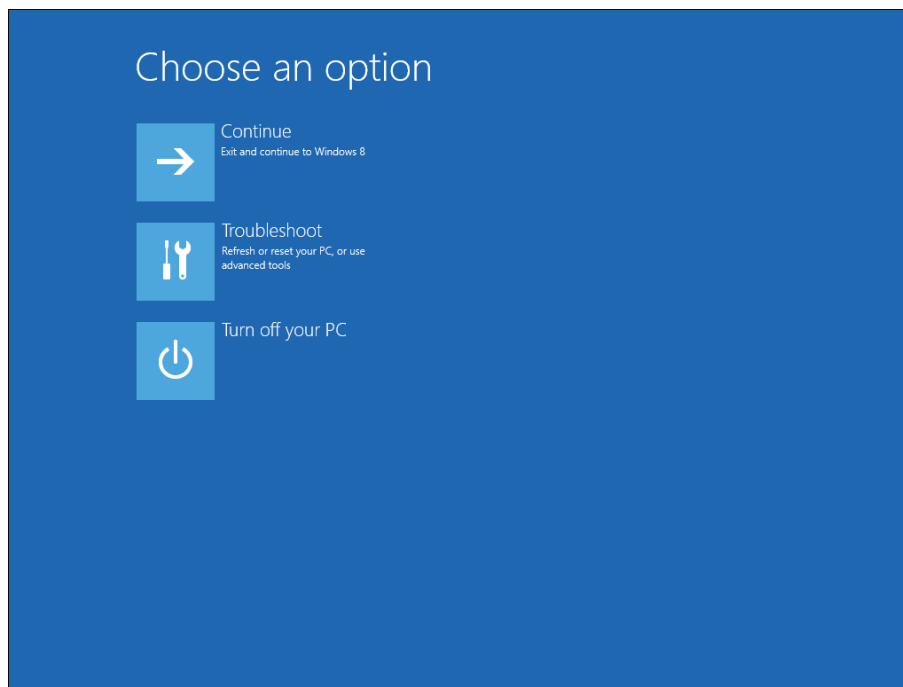 Choose an option
Continue
Exit and continue to Windows 8
Troubleshoot
Refresh or reset your PC, or use
advanced tools
Turn off your PC